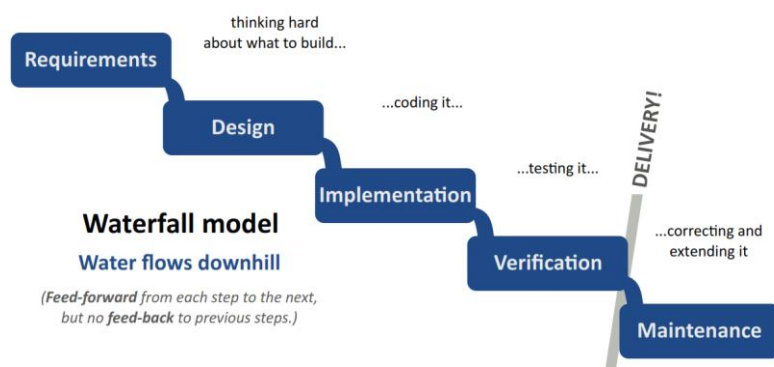 thinking hard
about what to build...
Requirements
...coding it...
Design
DELIVERY!
...testing it...
Implementation
Waterfall model
...correcting and
extending it
Water flows downhill
Verification
(Feed-forward from each step to the next,
but no feed-back to previous steps.)
Maintenance